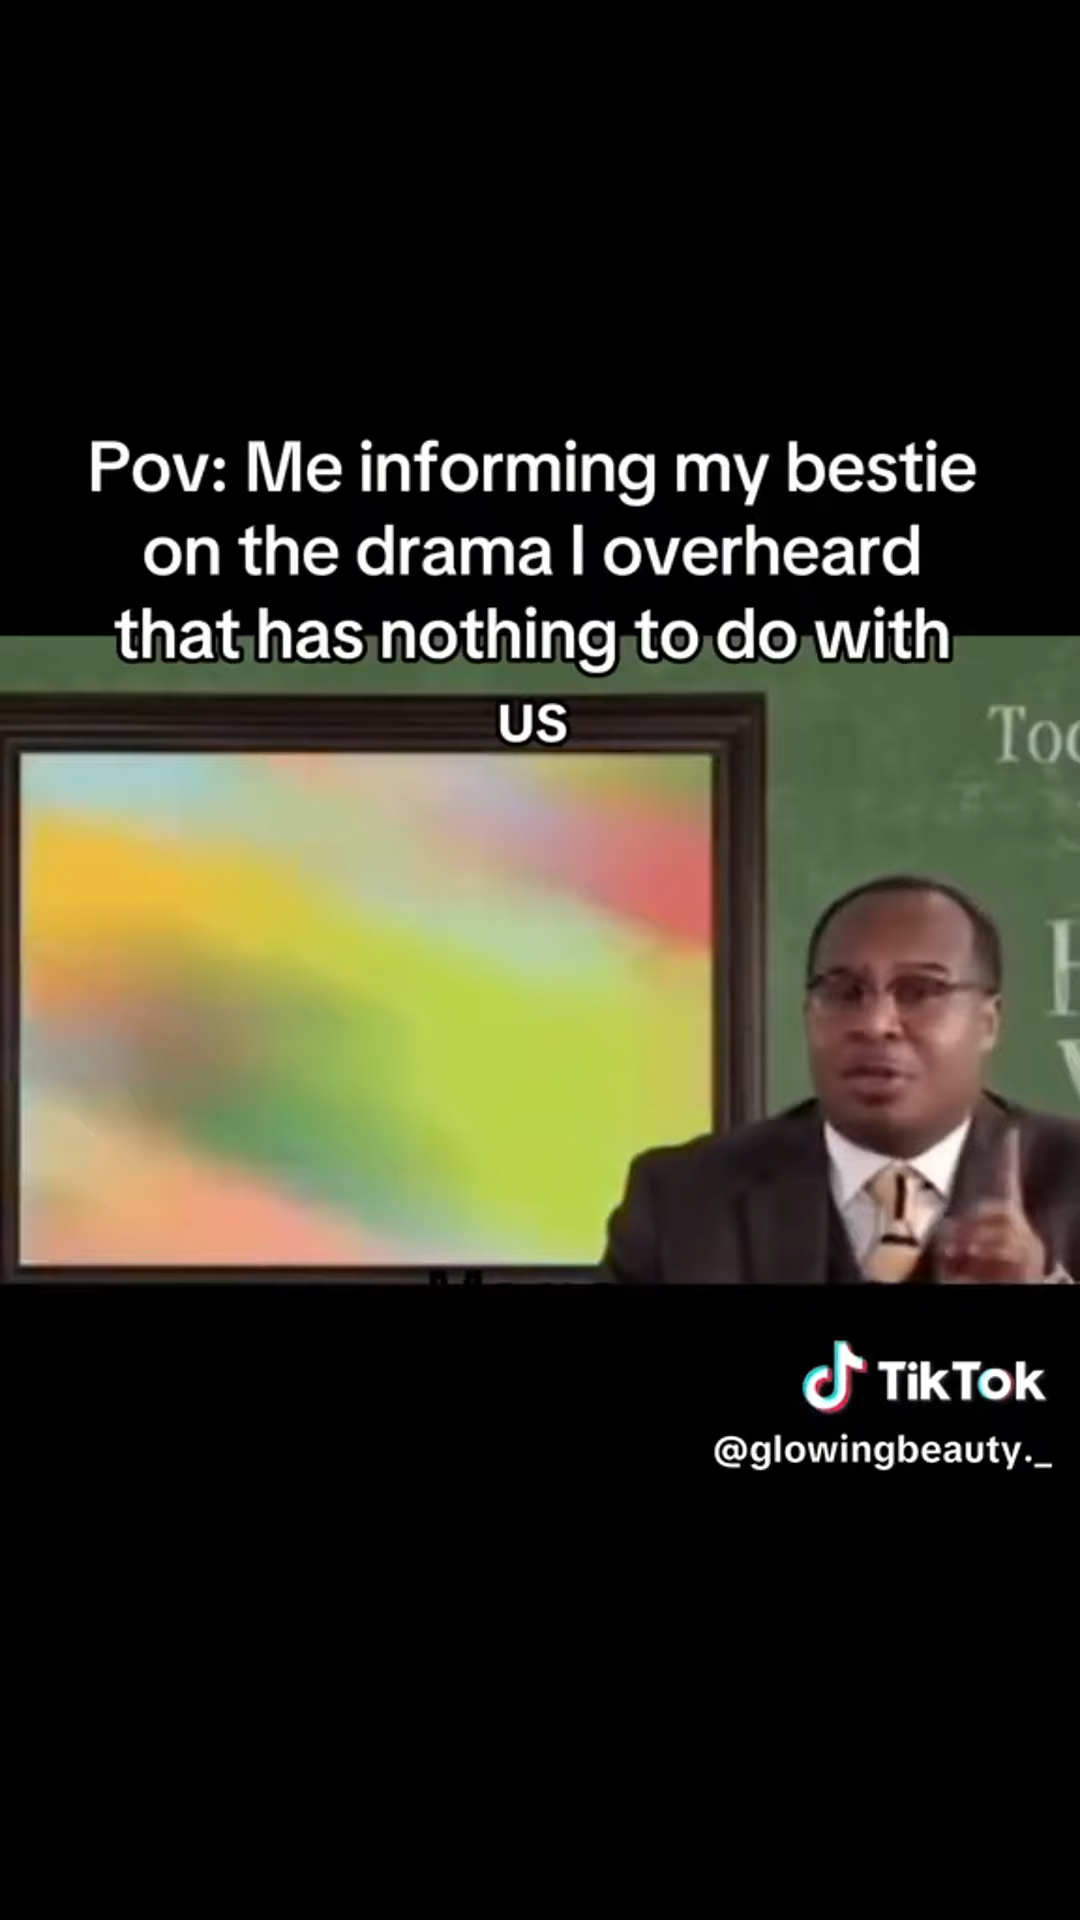 Pov: Me informing my bestie
on the drama I overheard
that has nothing to do with
us
TikTok
@glowingbeauty._